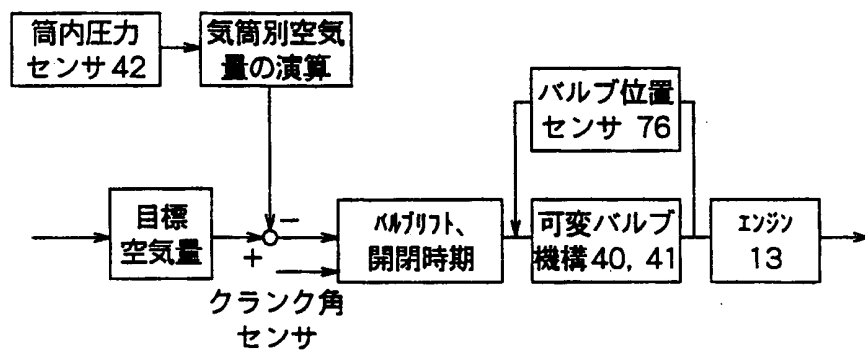 筒内圧力
センサ42
気筒別空気
量の演算
バルブ位置
センサ 76
目標
空気量
−
+
バルブリフト、
開閉時期
可変バルブ
機構40, 41
エンジン
13
クランク角
センサ